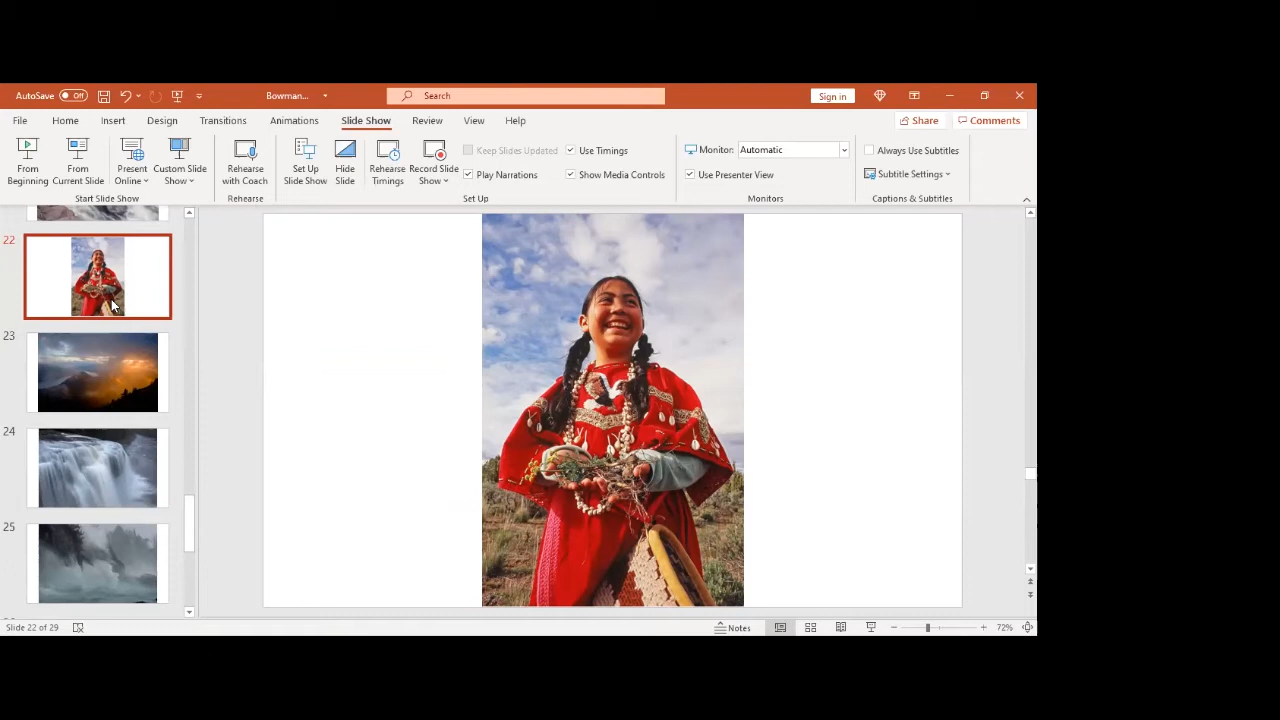 AutoSave Off Bowman... Search Sign in
File Home Insert Design Transitions Animations Slide Show Review View Help Share Comments
From Beginning
From Current Slide
Present Online
Custom Slide Show
Start Slide Show
Rehearse with Coach
Rehearse
Set Up Slide Show
Hide Slide
Rehearse Timings
Record Slide Show
Keep Slides Updated
Play Narrations
Use Timings
Show Media Controls
Set Up
Monitor: Automatic
Use Presenter View
Monitors
Always Use Subtitles
Subtitle Settings
Captions & Subtitles
22
23
24
25
Slide 22 of 29 Notes 72%